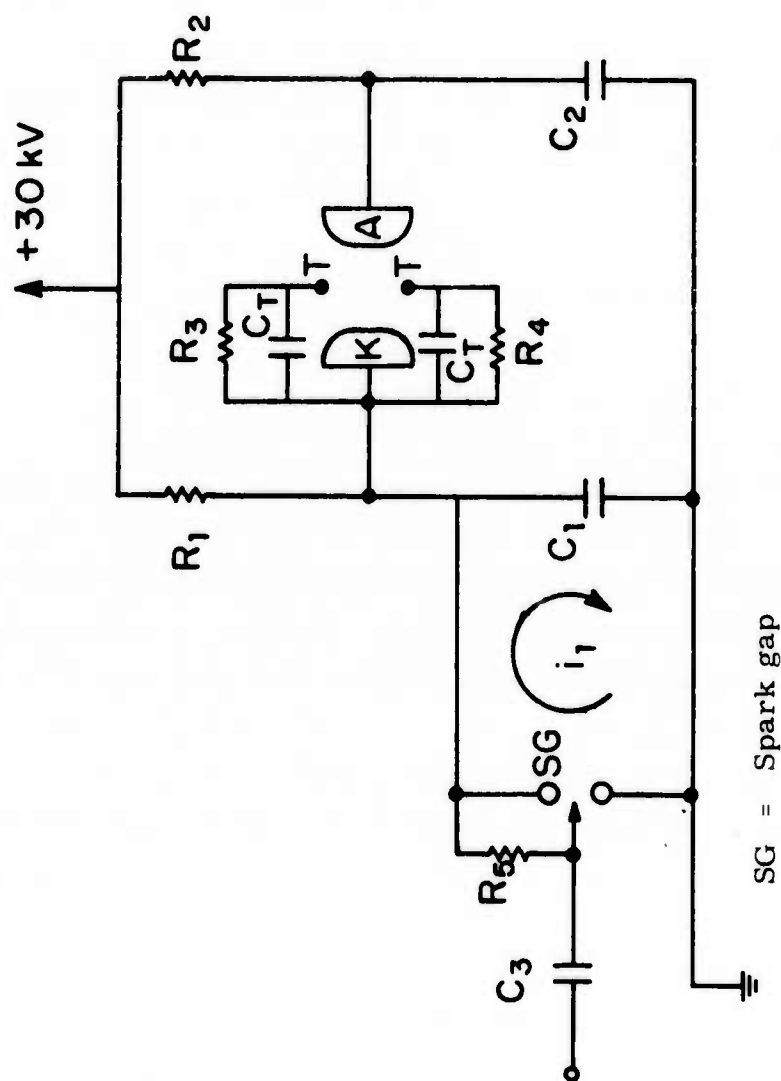 +30 kV
R1
R2
R3
CT
T
K
A
T
CT
R4
C1
C2
i1
SG
R5
C3
SG = Spark gap